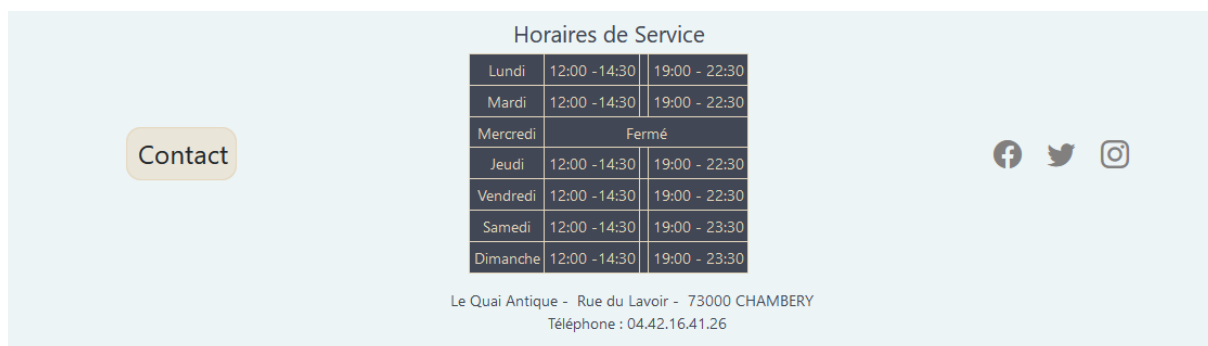 Horaires de Service
Lundi 12:00 -14:30 19:00 - 22:30
Mardi 12:00 -14:30 19:00 - 22:30
Mercredi Fermé
Jeudi 12:00 -14:30 19:00 - 22:30
Vendredi 12:00 -14:30 19:00 - 22:30
Samedi 12:00 -14:30 19:00 - 23:30
Dimanche 12:00 -14:30 19:00 - 23:30
Contact
Le Quai Antique - Rue du Lavoir - 73000 CHAMBERY
Téléphone : 04.42.16.41.26